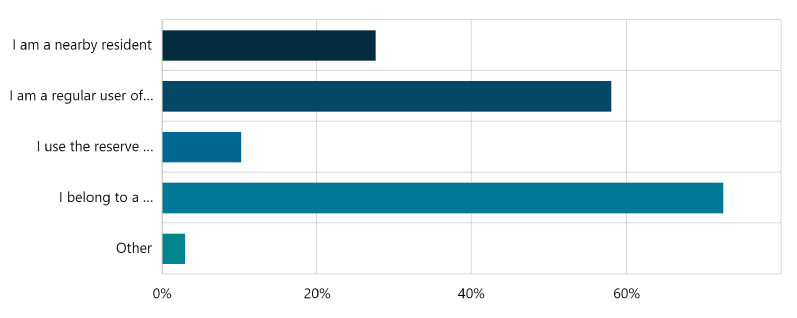 I am a nearby resident
I am a regular user of...
I use the reserve ...
I belong to a ...
Other
0%
20%
40%
60%